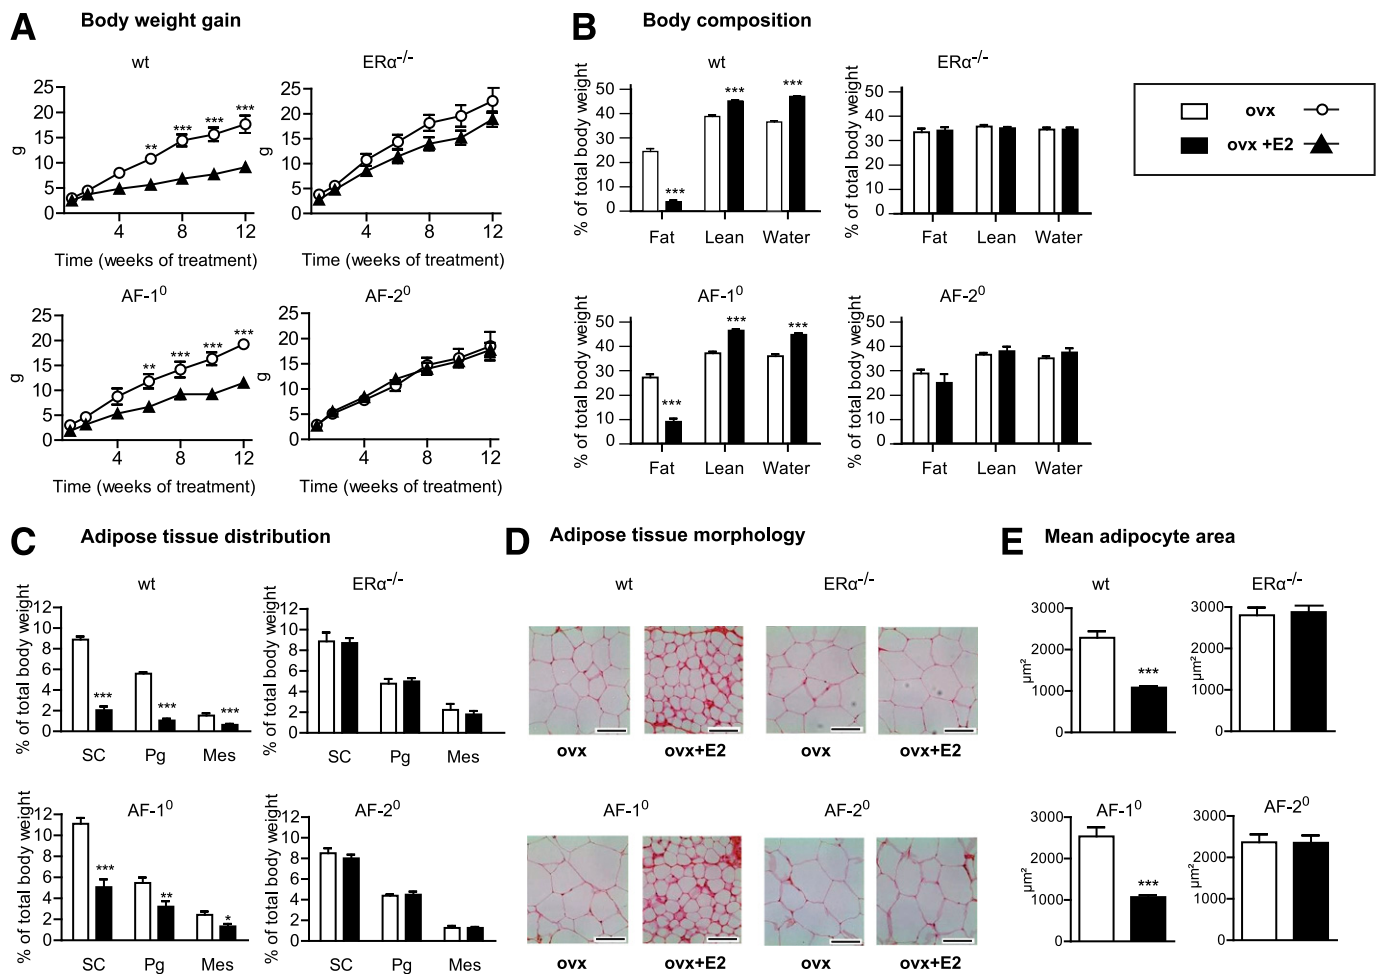 A Body weight gain
wt
ERα-/-
25
20
15
10
5
0
g
** *** *** ***
4 8 12
Time (weeks of treatment)
25
20
15
10
5
0
g
4 8 12
Time (weeks of treatment)
AF-1⁰
AF-2⁰
25
20
15
10
5
0
g
** *** *** ***
4 8 12
Time (weeks of treatment)
25
20
15
10
5
0
g
4 8 12
Time (weeks of treatment)
B Body composition
wt
ERα-/-
% of total body weight
50
40
30
20
10
0
*** *** ***
Fat Lean Water
% of total body weight
50
40
30
20
10
0
Fat Lean Water
AF-1⁰
AF-2⁰
% of total body weight
50
40
30
20
10
0
*** *** ***
Fat Lean Water
% of total body weight
50
40
30
20
10
0
Fat Lean Water
ovx
ovx +E2
C Adipose tissue distribution
wt
ERα-/-
% of total body weight
12
10
8
6
4
2
0
*** *** ***
SC Pg Mes
% of total body weight
12
10
8
6
4
2
0
SC Pg Mes
AF-1⁰
AF-2⁰
% of total body weight
12
10
8
6
4
2
0
*** ** *
SC Pg Mes
% of total body weight
12
10
8
6
4
2
0
SC Pg Mes
D Adipose tissue morphology
wt
ERα-/-
ovx ovx+E2 ovx ovx+E2
AF-1⁰
AF-2⁰
ovx ovx+E2 ovx ovx+E2
E Mean adipocyte area
wt
ERα-/-
3000
2000
1000
0
µm²
***
3000
2000
1000
0
µm²
AF-1⁰
AF-2⁰
3000
2000
1000
0
µm²
***
3000
2000
1000
0
µm²